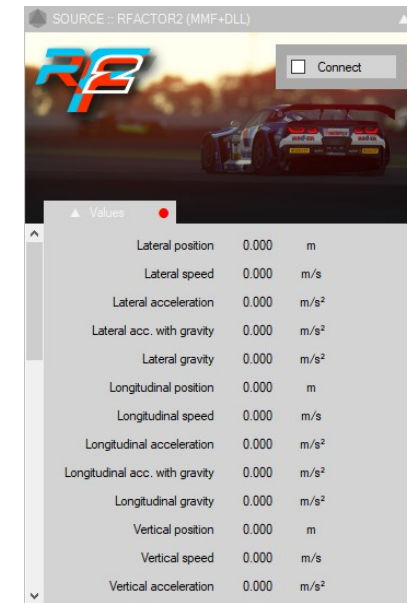 SOURCE :: RFACTOR2 (MMF+DLL)
rF2
Connect
Values
Lateral position 0.000 m
Lateral speed 0.000 m/s
Lateral acceleration 0.000 m/s²
Lateral acc. with gravity 0.000 m/s²
Lateral gravity 0.000 m/s²
Longitudinal position 0.000 m
Longitudinal speed 0.000 m/s
Longitudinal acceleration 0.000 m/s²
Longitudinal acc. with gravity 0.000 m/s²
Longitudinal gravity 0.000 m/s²
Vertical position 0.000 m
Vertical speed 0.000 m/s
Vertical acceleration 0.000 m/s²